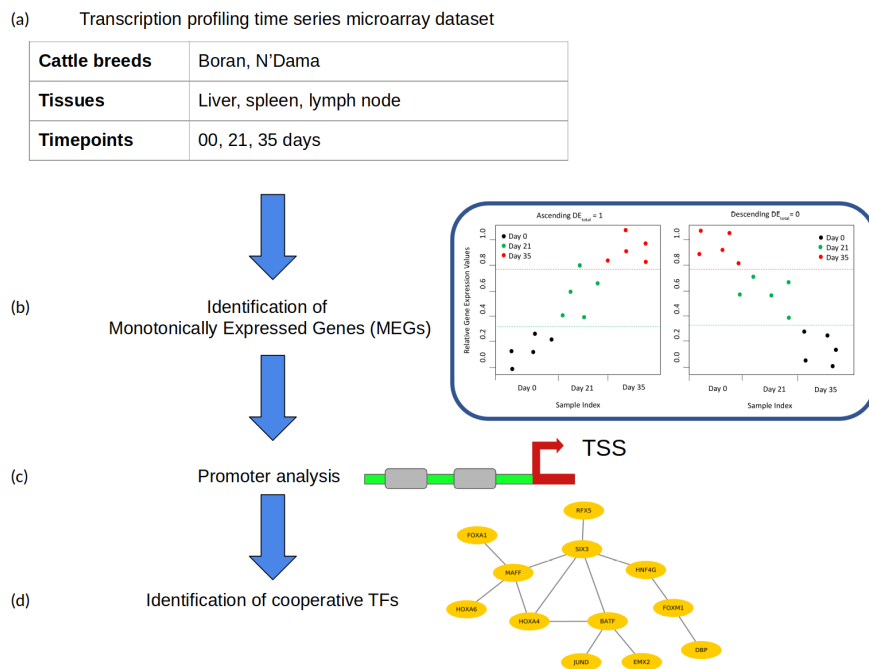 (a) Transcription profiling time series microarray dataset
Cattle breeds Boran, N'Dama
Tissues Liver, spleen, lymph node
Timepoints 00, 21, 35 days
(b) Identification of
Monotonically Expressed Genes (MEGs)
Ascending DEtotal = 1
Relative Gene Expression Values
1.0
0.8
0.6
0.4
0.2
0.0
Day 0
Day 21
Day 35
Day 0 Day 21 Day 35
Sample Index
Descending DEtotal = 0
1.0
0.8
0.6
0.4
0.2
0.0
Day 0
Day 21
Day 35
Day 0 Day 21 Day 35
Sample Index
(c) Promoter analysis
TSS
(d) Identification of cooperative TFs
RFX5
FOXA1
SIX3
MAFF
HNF4G
HOXA6
HOXA4
BATF
FOXM1
JUND
EMX2
DBP